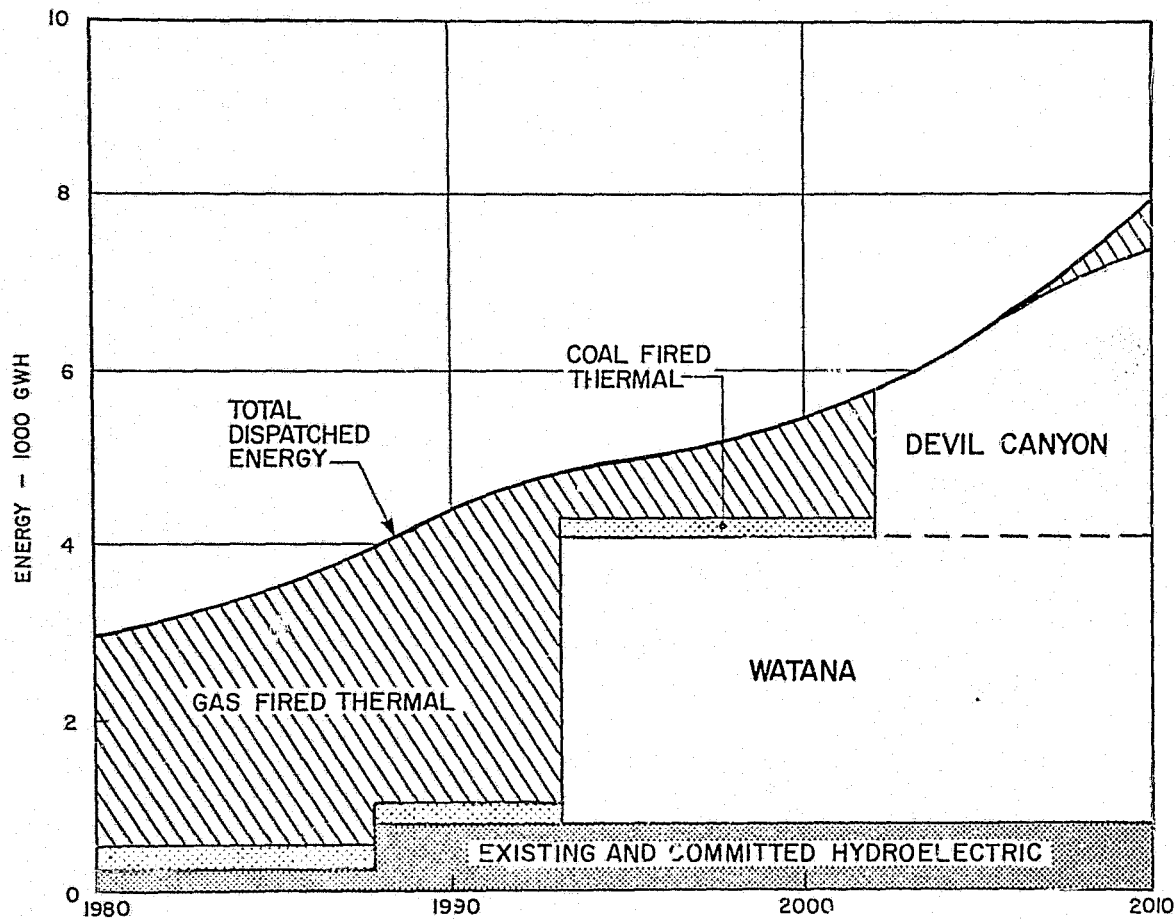 10
8
6
4
2
0
ENERGY — 1000 GWH
TOTAL
DISPATCHED
ENERGY
COAL FIRED
THERMAL
DEVIL CANYON
GAS FIRED THERMAL
WATANA
EXISTING AND COMMITTED HYDROELECTRIC
1980
1990
2000
2010